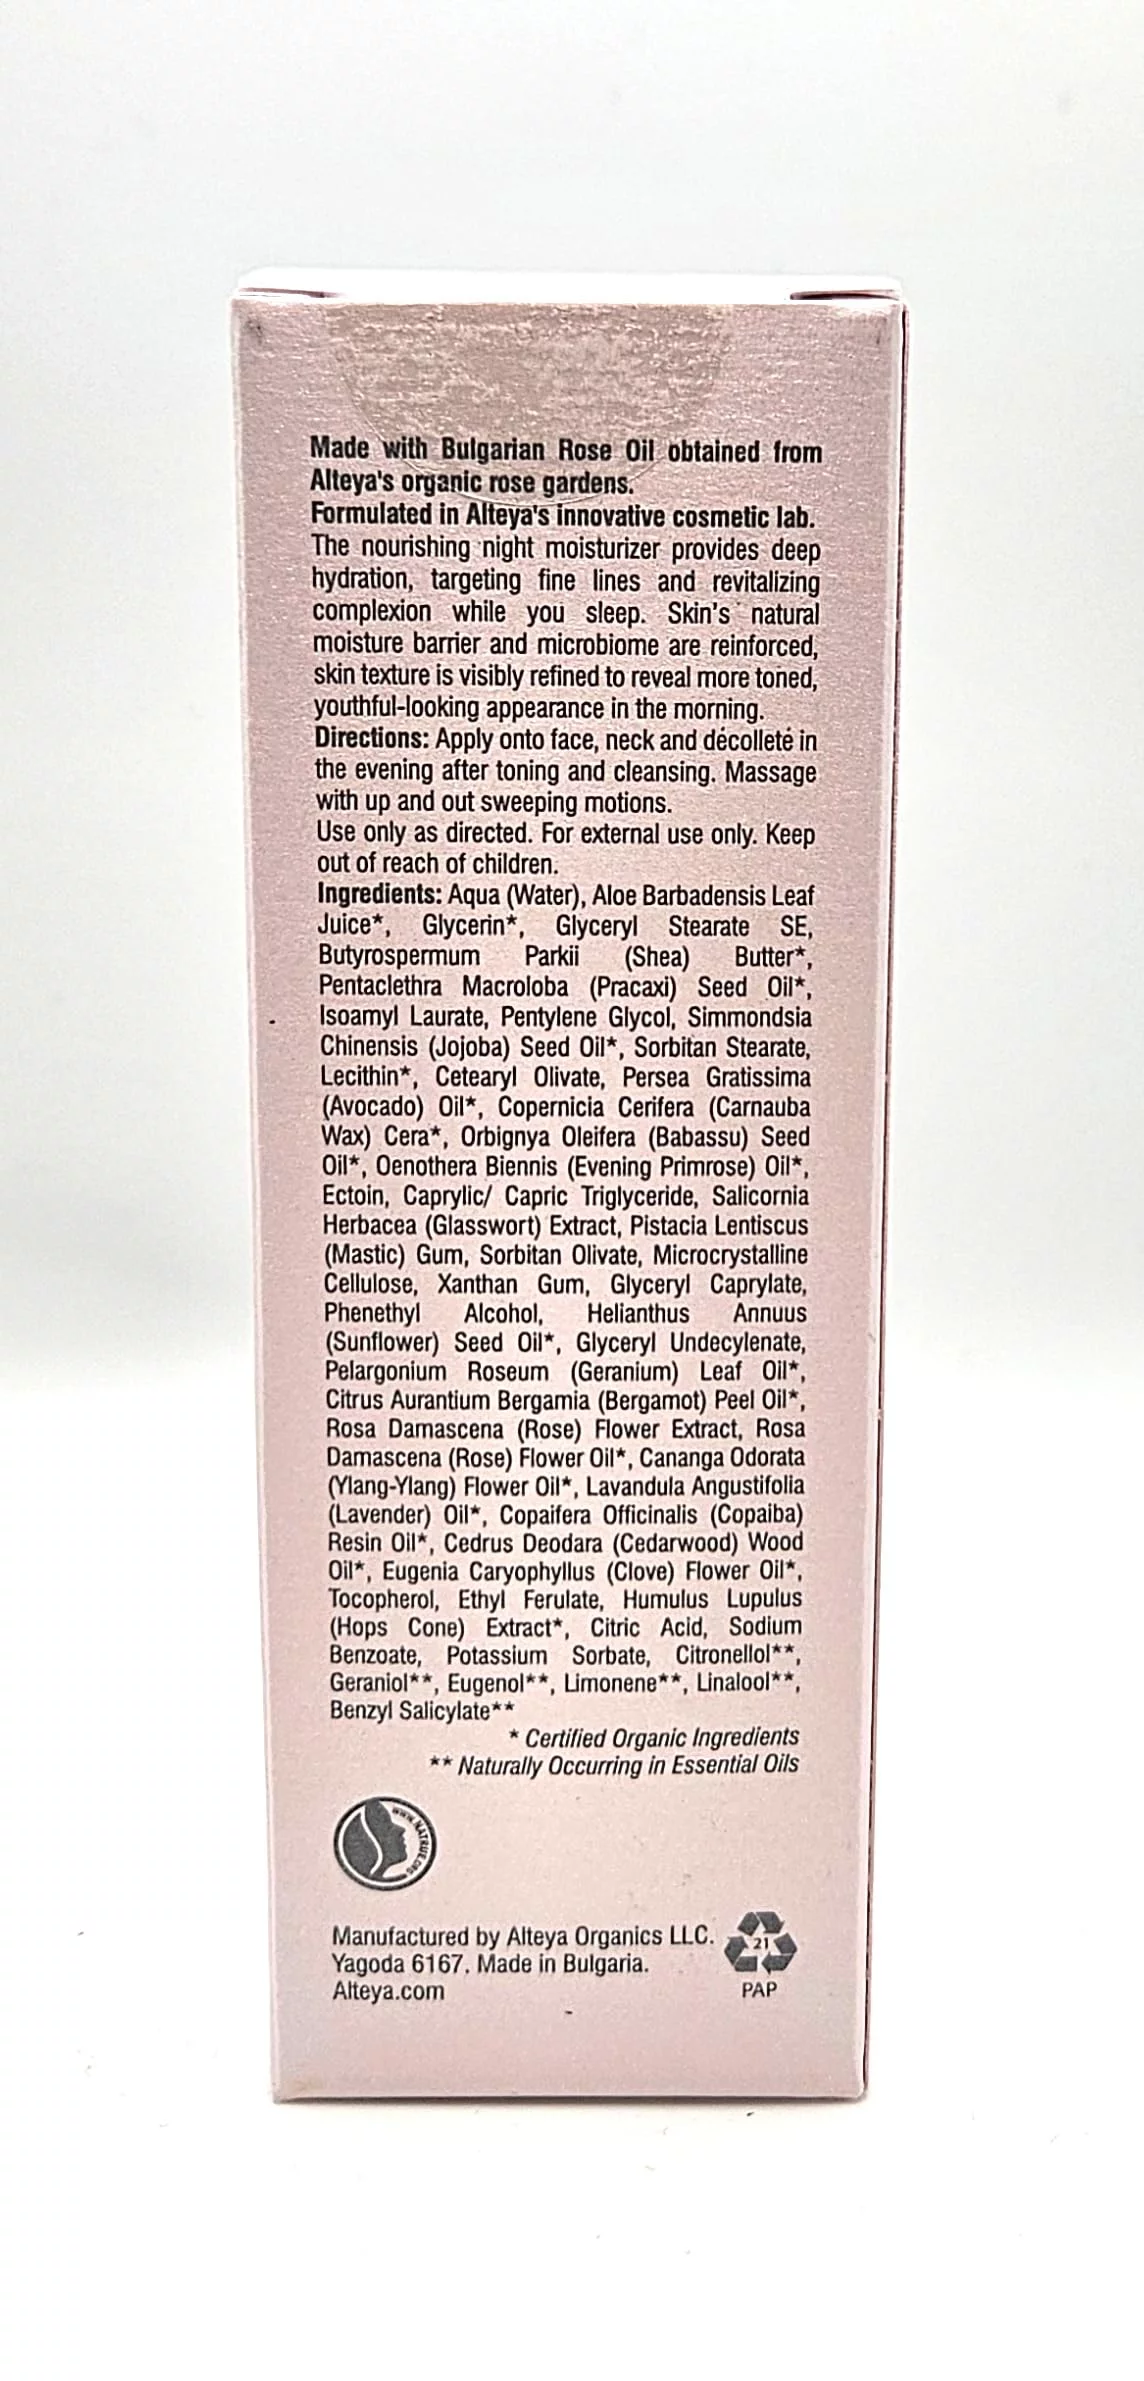 Made with Bulgarian Rose Oil obtained from
Alteya's organic rose gardens.
Formulated in Alteya's innovative cosmetic lab.
The nourishing night moisturizer provides deep
hydration, targeting fine lines and revitalizing
complexion while you sleep. Skin's natural
moisture barrier and microbiome are reinforced,
skin texture is visibly refined to reveal more toned,
youthful-looking appearance in the morning.
Directions: Apply onto face, neck and décolleté in
the evening after toning and cleansing. Massage
with up and out sweeping motions.
Use only as directed. For external use only. Keep
out of reach of children.
Ingredients: Aqua (Water), Aloe Barbadensis Leaf
Juice*, Glycerin*, Glyceryl Stearate SE,
Butyrospermum Parkii (Shea) Butter*,
Pentaclethra Macroloba (Pracaxi) Seed Oil*,
Isoamyl Laurate, Pentylene Glycol, Simmondsia
Chinensis (Jojoba) Seed Oil*, Sorbitan Stearate,
Lecithin*, Cetearyl Olivate, Persea Gratissima
(Avocado) Oil*, Copernicia Cerifera (Carnauba
Wax) Cera*, Orbignya Oleifera (Babassu) Seed
Oil*, Oenothera Biennis (Evening Primrose) Oil*,
Ectoin, Caprylic/ Capric Triglyceride, Salicornia
Herbacea (Glasswort) Extract, Pistacia Lentiscus
(Mastic) Gum, Sorbitan Olivate, Microcrystalline
Cellulose, Xanthan Gum, Glyceryl Caprylate,
Phenethyl Alcohol, Helianthus Annuus
(Sunflower) Seed Oil*, Glyceryl Undecylenate,
Pelargonium Roseum (Geranium) Leaf Oil*,
Citrus Aurantium Bergamia (Bergamot) Peel Oil*,
Rosa Damascena (Rose) Flower Extract, Rosa
Damascena (Rose) Flower Oil*, Cananga Odorata
(Ylang-Ylang) Flower Oil*, Lavandula Angustifolia
(Lavender) Oil*, Copaifera Officinalis (Copaiba)
Resin Oil*, Cedrus Deodara (Cedarwood) Wood
Oil*, Eugenia Caryophyllus (Clove) Flower Oil*,
Tocopherol, Ethyl Ferulate, Humulus Lupulus
(Hops Cone) Extract*, Citric Acid, Sodium
Benzoate, Potassium Sorbate, Citronellol**,
Geraniol**, Eugenol**, Limonene**, Linalool**,
Benzyl Salicylate**
* Certified Organic Ingredients
** Naturally Occurring in Essential Oils
www.natrue.org
Manufactured by Alteya Organics LLC.
Yagoda 6167. Made in Bulgaria.
Alteya.com
21
PAP